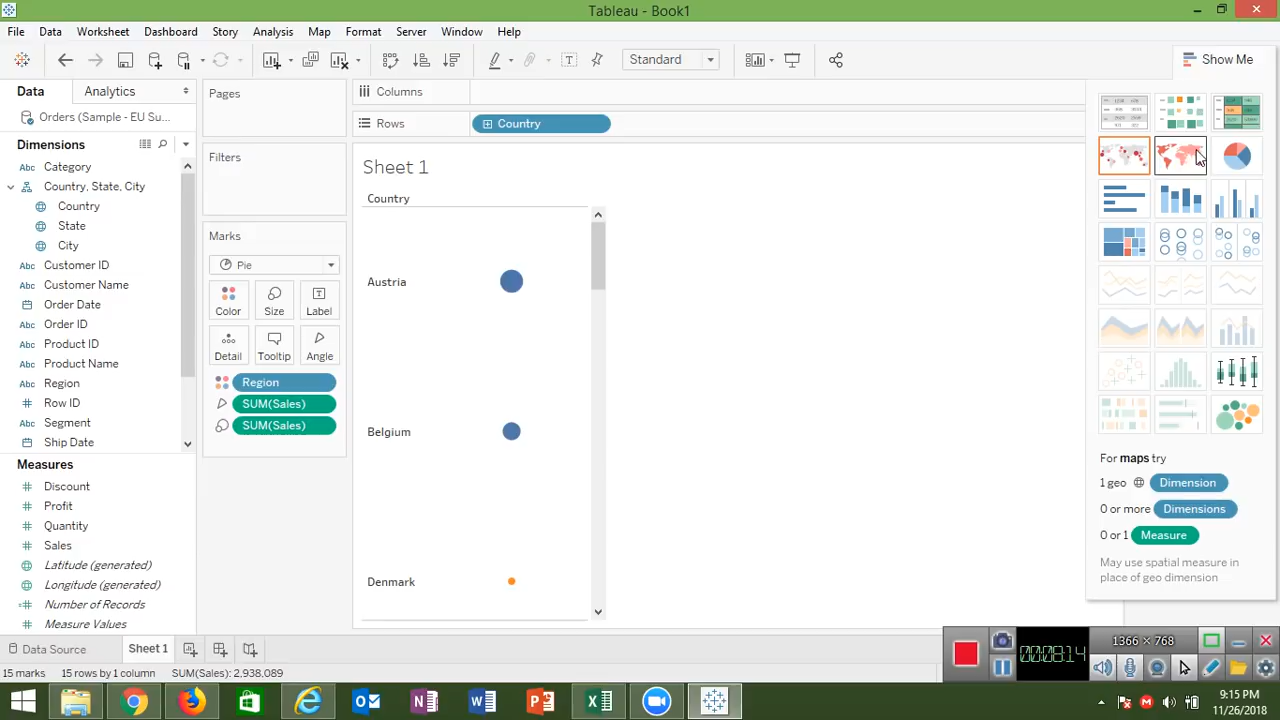 Tableau - Book1
File Data Worksheet Dashboard Story Analysis Map Format Server Window Help
Standard
Show Me
Data Analytics
Orders (Sample - EU Su...
Dimensions
Category
Country, State, City
Country
State
City
Customer ID
Customer Name
Order Date
Order ID
Product ID
Product Name
Region
Row ID
Segment
Ship Date
Measures
Discount
Profit
Quantity
Sales
Latitude (generated)
Longitude (generated)
Number of Records
Measure Values
Pages
Filters
Marks
Pie
Color Size Label
Detail Tooltip Angle
Region
SUM(Sales)
SUM(Sales)
Columns
Rows Country
Sheet 1
Country
Austria
Belgium
Denmark
For maps try
1 geo Dimension
0 or more Dimensions
0 or 1 Measure
May use spatial measure in
place of geo dimension
Data Source Sheet 1
15 marks 15 rows by 1 column SUM(Sales): 2,938,089
00:08:14
1366 × 768
9:15 PM
11/26/2018